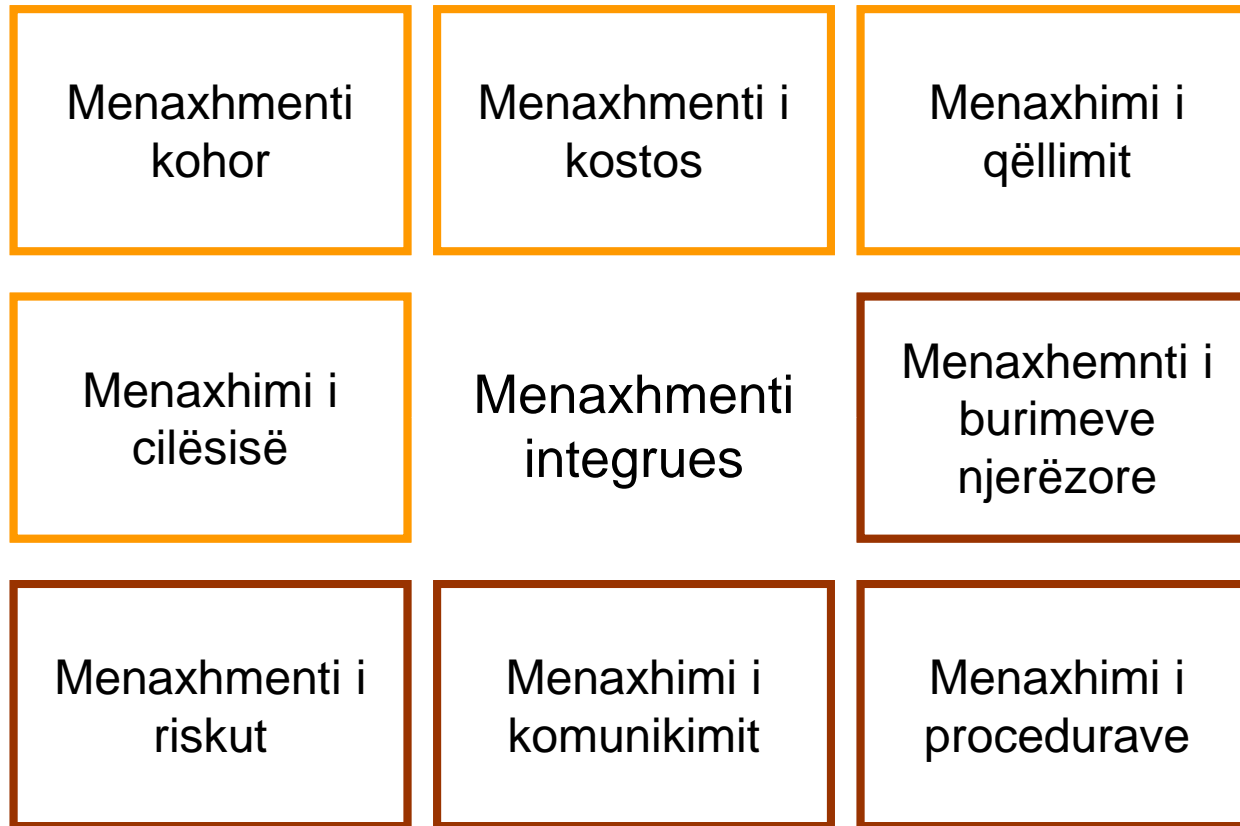 Menaxhmenti
kohor
Menaxhmenti i
kostos
Menaxhimi i
qëllimit
Menaxhimi i
cilësisë
Menaxhmenti
integrues
Menaxhemnti i
burimeve
njerëzore
Menaxhmenti i
riskut
Menaxhimi i
komunikimit
Menaxhimi i
procedurave